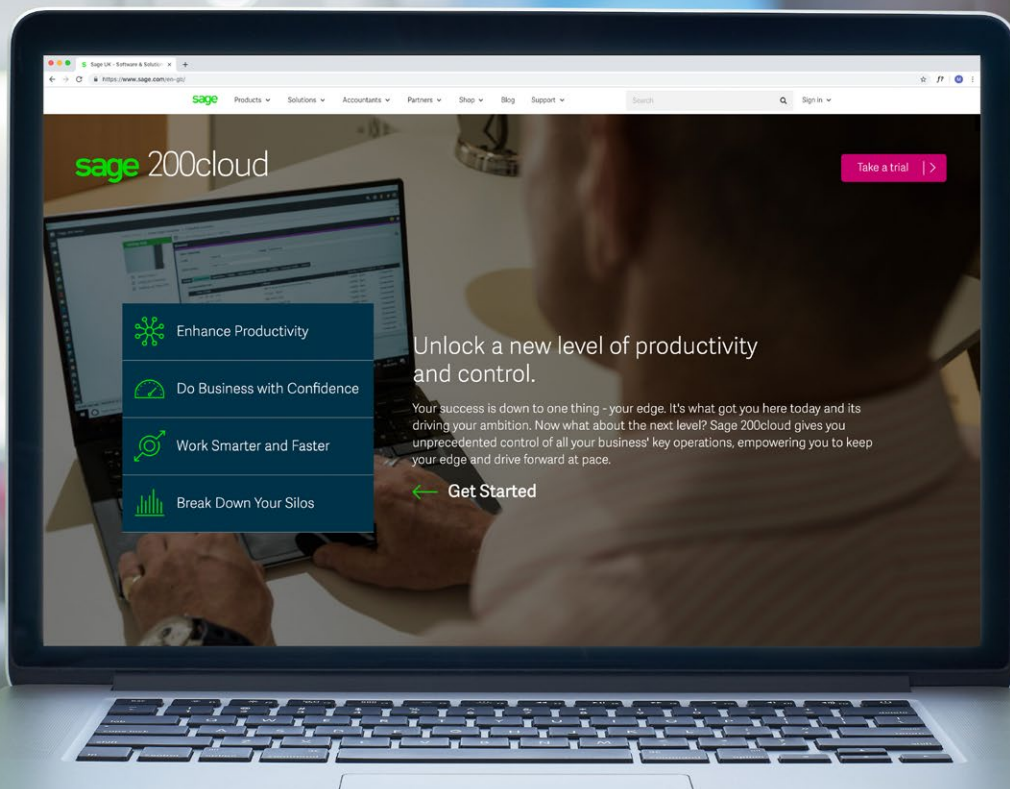 Sage UK - Software & Solution
https://www.sage.com/en-gb/
sage Products Solutions Accountants Partners Shop Blog Support Search Sign in
sage 200cloud
Take a trial
Enhance Productivity
Do Business with Confidence
Work Smarter and Faster
Break Down Your Silos
Unlock a new level of productivity
and control.
Your success is down to one thing - your edge. It's what got you here today and its
driving your ambition. Now what about the next level? Sage 200cloud gives you
unprecedented control of all your business' key operations, empowering you to keep
your edge and drive forward at pace.
Get Started